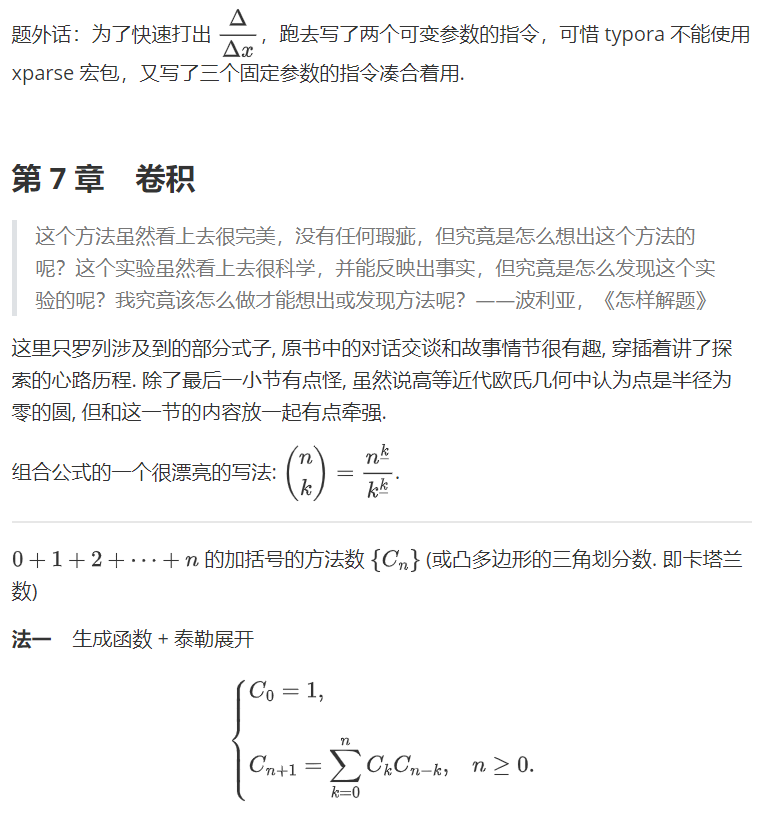 题外话：为了快速打出 $\dfrac{\Delta}{\Delta x}$，跑去写了两个可变参数的指令，可惜 typora 不能使用
xparse 宏包，又写了三个固定参数的指令凑合着用.
第 7 章　卷积
这个方法虽然看上去很完美，没有任何瑕疵，但究竟是怎么想出这个方法的
呢？这个实验虽然看上去很科学，并能反映出事实，但究竟是怎么发现这个实
验的呢？我究竟该怎么做才能想出或发现方法呢？——波利亚，《怎样解题》
这里只罗列涉及到的部分式子, 原书中的对话交谈和故事情节很有趣, 穿插着讲了探
索的心路历程. 除了最后一小节有点怪, 虽然说高等近代欧氏几何中认为点是半径为
零的圆, 但和这一节的内容放一起有点牵强.
组合公式的一个很漂亮的写法: $\dbinom{n}{k} = \dfrac{n^{\underline{k}}}{k^{\underline{k}}}$.
$0 + 1 + 2 + \cdots + n$ 的加括号的方法数 $\{C_n\}$ (或凸多边形的三角划分数. 即卡塔兰
数)
法一　生成函数 + 泰勒展开
$\begin{cases} C_0 = 1, \\ C_{n+1} = \displaystyle\sum_{k=0}^{n} C_k C_{n-k}, \quad n \geq 0. \end{cases}$